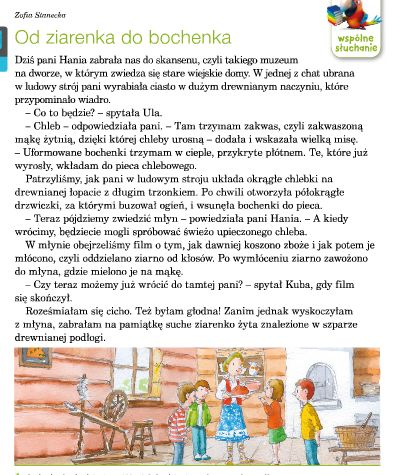 Zofia Stanecka
Od ziarenka do bochenka
wspólne
słuchanie
Dziś pani Hania zabrała nas do skansenu, czyli takiego muzeum
na dworze, w którym zwiedza się stare wiejskie domy. W jednej z chat ubrana
w ludowy strój pani wyrabiała ciasto w dużym drewnianym naczyniu, które
przypominało wiadro.
– Co to będzie? – spytała Ula.
– Chleb – odpowiedziała pani. – Tam trzymam zakwas, czyli zakwaszoną
mąkę żytnią, dzięki której chleby urosną – dodała i wskazała wielką misę.
– Uformowane bochenki trzymam w cieple, przykryte płótnem. Te, które już
wyrosły, wkładam do pieca chlebowego.
Patrzyliśmy, jak pani w ludowym stroju układa okrągłe chlebki na
drewnianej łopacie z długim trzonkiem. Po chwili otworzyła półokrągłe
drzwiczki, za którymi buzował ogień, i wsunęła bochenki do pieca.
– Teraz pójdziemy zwiedzić młyn – powiedziała pani Hania. – A kiedy
wrócimy, będziecie mogli spróbować świeżo upieczonego chleba.
W młynie obejrzeliśmy film o tym, jak dawniej koszono zboże i jak potem je
młócono, czyli oddzielano ziarno od kłosów. Po wymłóceniu ziarno zawożono
do młyna, gdzie mielono je na mąkę.
– Czy teraz możemy już wrócić do tamtej pani? – spytał Kuba, gdy film
się skończył.
Roześmiałam się cicho. Też byłam głodna! Zanim jednak wyskoczyłam
z młyna, zabrałam na pamiątkę suche ziarenko żyta znalezione w szparze
drewnianej podłogi.